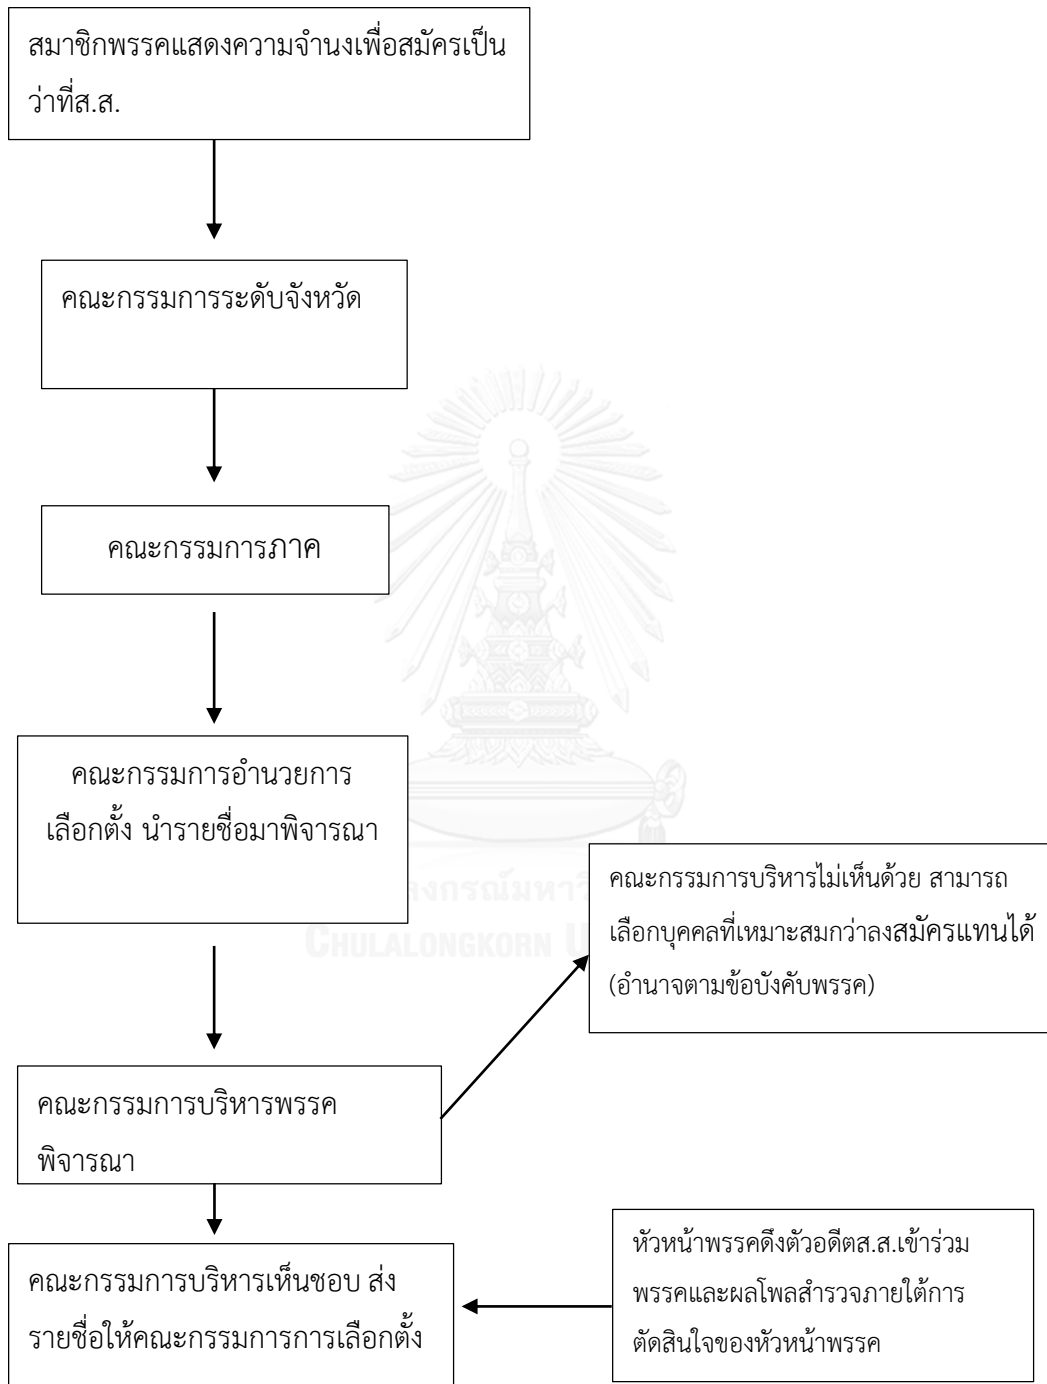 สมาชิกพรรคแสดงความจำนงเพื่อสมัครเป็น
ว่าที่ส.ส.
คณะกรรมการระดับจังหวัด
คณะกรรมการภาค
คณะกรรมการอำนวยการ
เลือกตั้ง นำรายชื่อมาพิจารณา
คณะกรรมการบริหารไม่เห็นด้วย สามารถ
เลือกบุคคลที่เหมาะสมกว่าลงสมัครแทนได้
(อำนาจตามข้อบังคับพรรค)
ลงกรณ์มหาวิ
CHULALONGKORN U
คณะกรรมการบริหารพรรค
พิจารณา
คณะกรรมการบริหารเห็นชอบ ส่ง
รายชื่อให้คณะกรรมการการเลือกตั้ง
หัวหน้าพรรคดึงตัวอดีตส.ส.เข้าร่วม
พรรคและผลโพลสำรวจภายใต้การ
ตัดสินใจของหัวหน้าพรรค